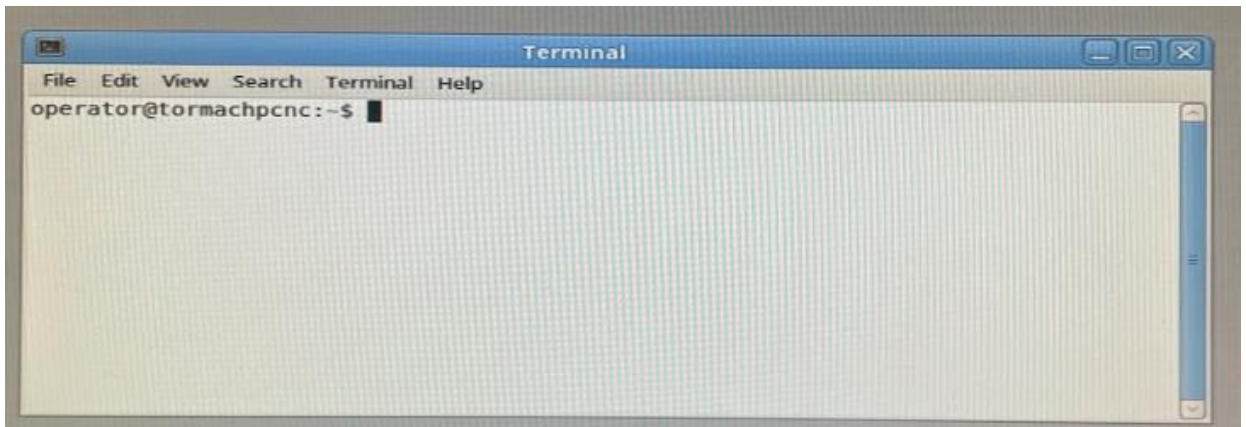 Terminal
File Edit View Search Terminal Help
operator@tormachpcnc:~$